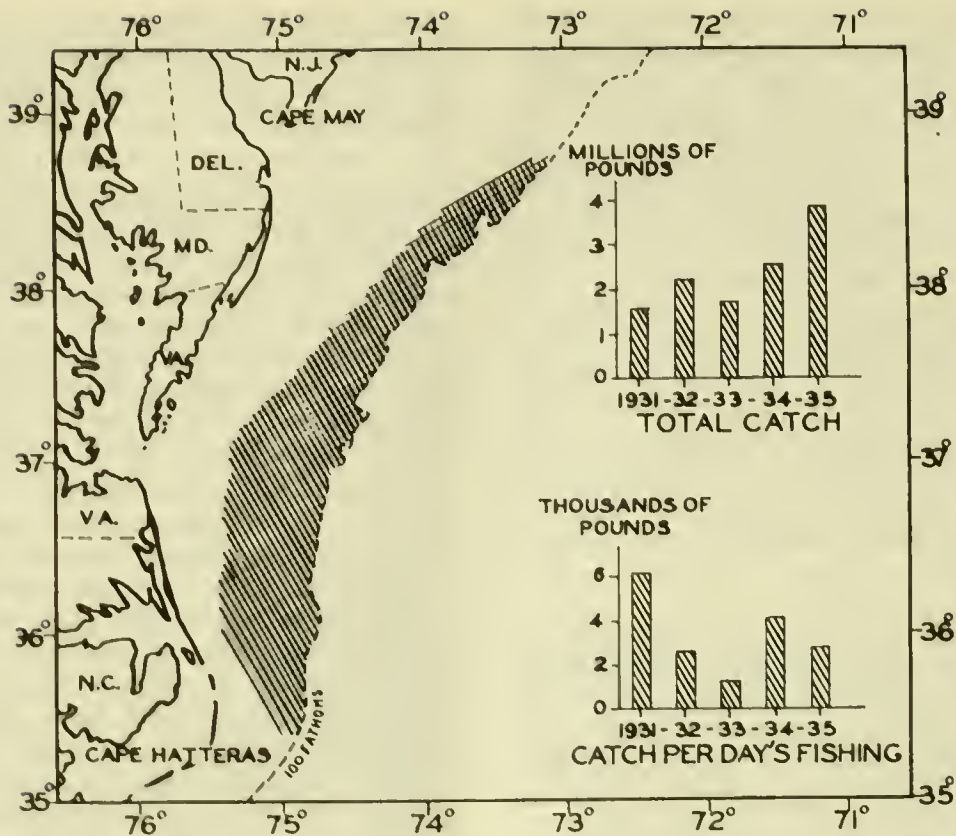 76° 75° 74° 73° 72° 71°
N.J.
CAPE MAY
39° 39°
DEL.
MD.
38° 38°
VA.
37° 37°
VA.
36° 36°
N.C.
CAPE HATTERAS
100 FATHOMS
35° 35°
76° 75° 74° 73° 72° 71°
MILLIONS OF
POUNDS
4
3
2
1
0
1931-32-33-34-35
TOTAL CATCH
THOUSANDS OF
POUNDS
6
4
2
0
1931-32-33-34-35
CATCH PER DAY'S FISHING